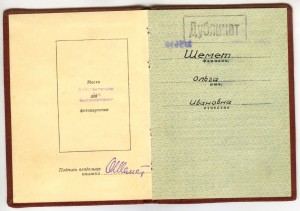 Место
для
фотокарточки
Подпись владельца
книжки
Дубликат
Шемет
фамилия
Ольга
имя
Ивановна
отчество